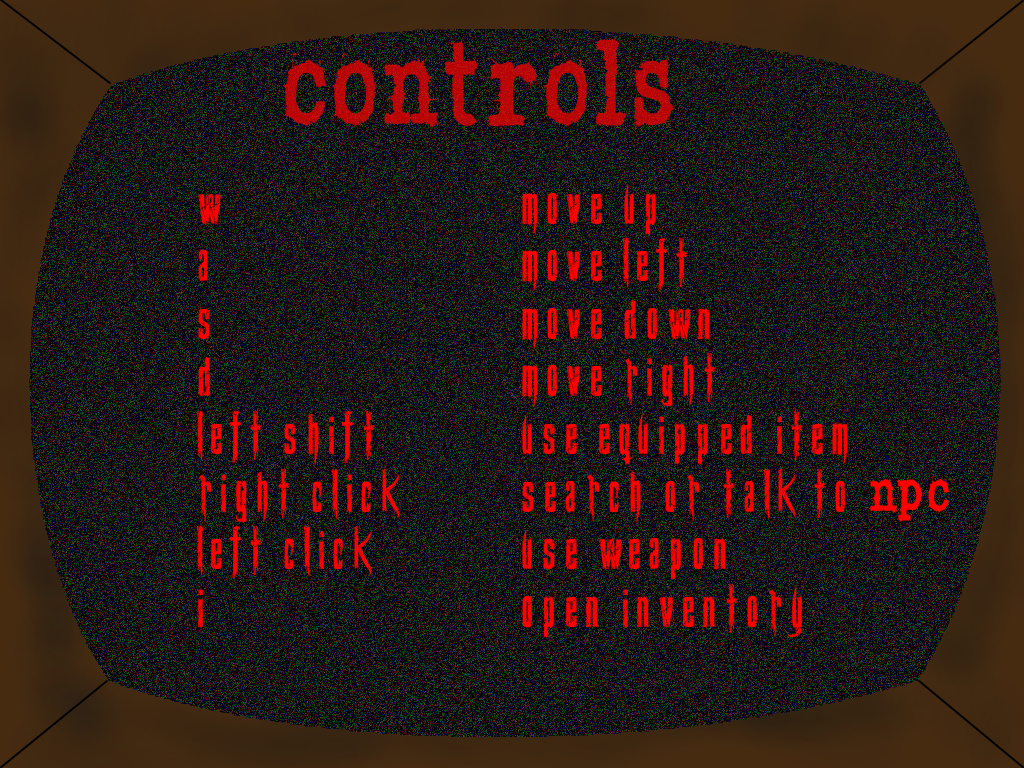 controls
w move up
a move left
s move down
d move right
left shift use equipped item
right click search or talk to npc
left click use weapon
i open inventory